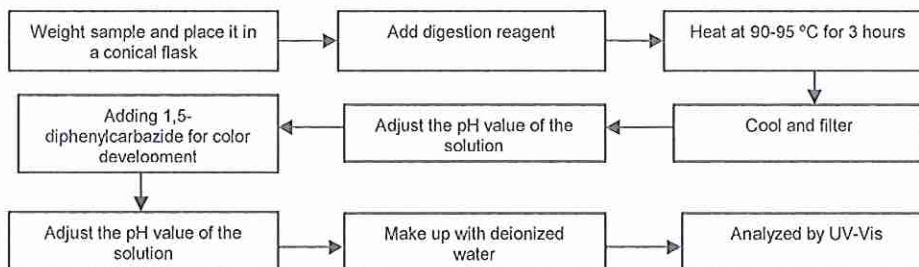 Weight sample and place it in
a conical flask
Add digestion reagent
Heat at 90-95 ºC for 3 hours
Cool and filter
Adjust the pH value of the
solution
Adding 1,5-
diphenylcarbazide for color
development
Adjust the pH value of the
solution
Make up with deionized
water
Analyzed by UV-Vis